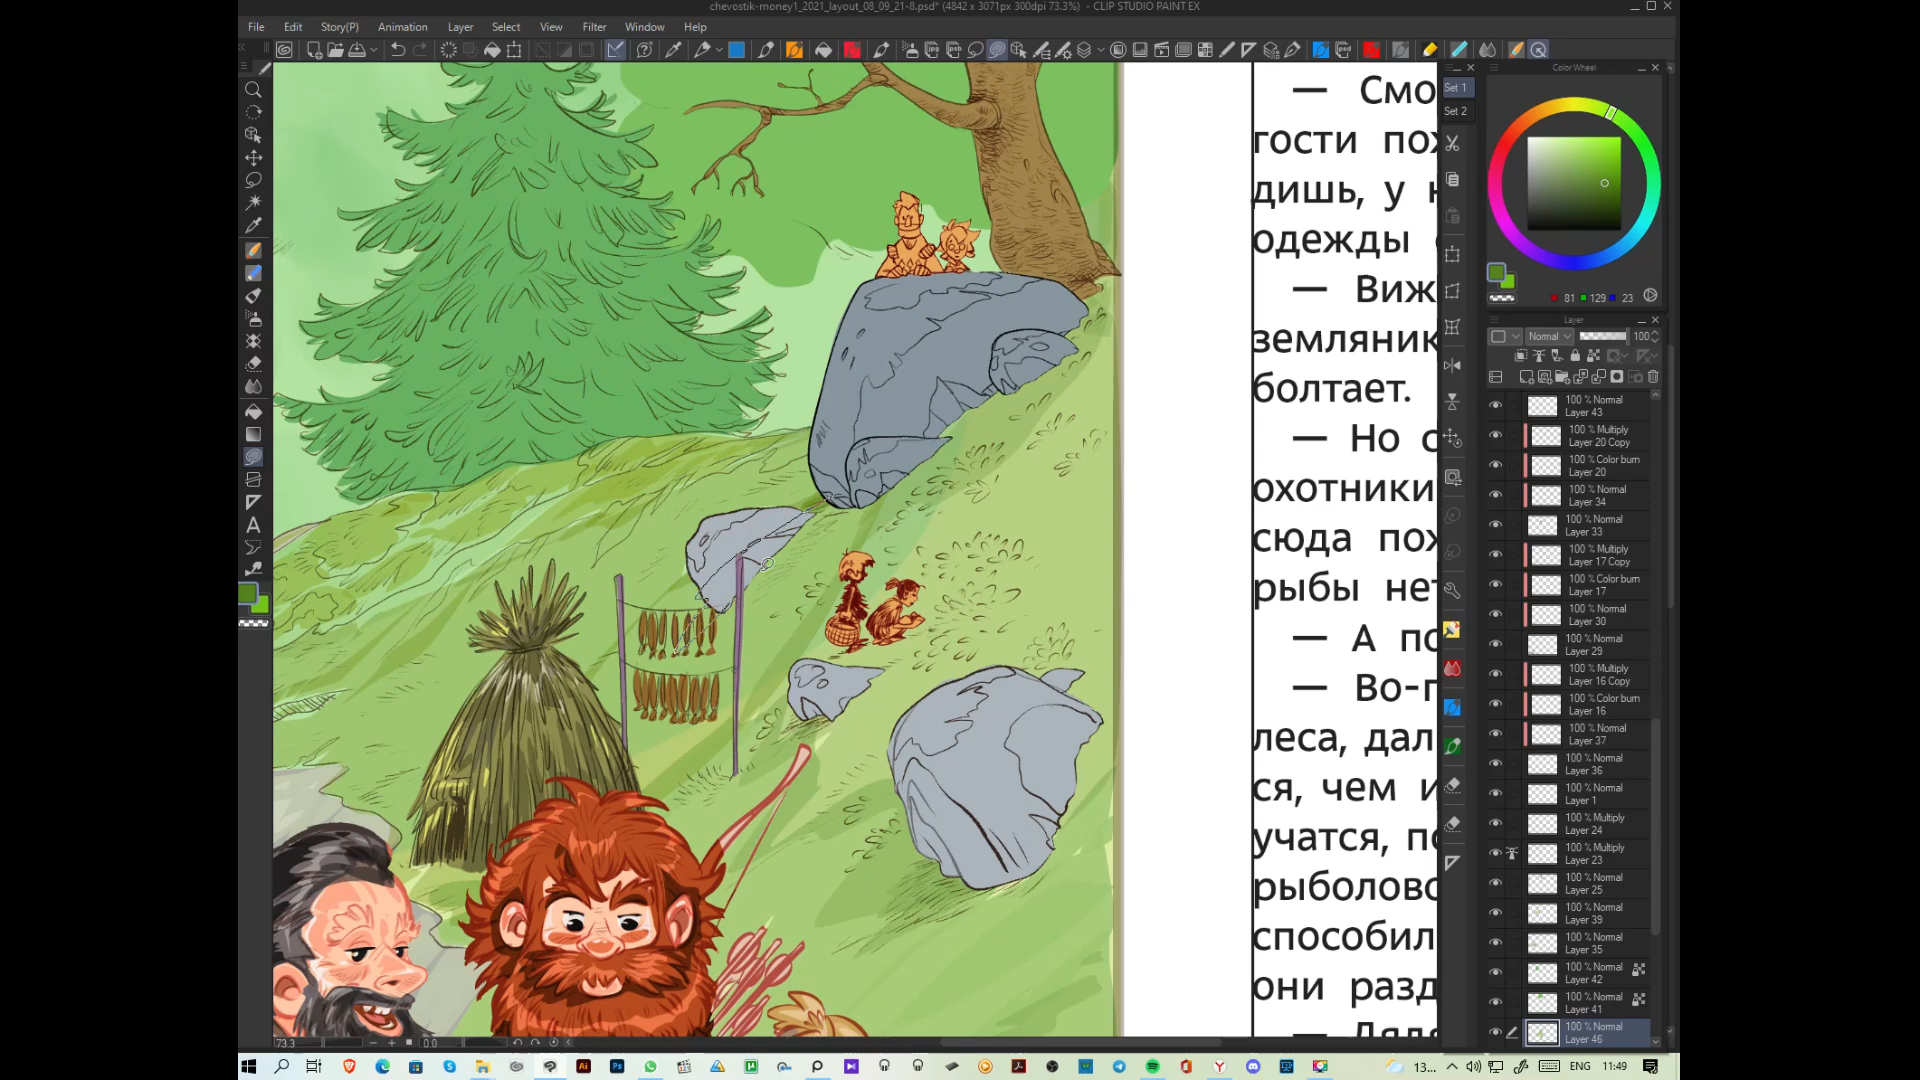 chevostik-money1_2021_layout_08_09_21-8.psd* (4842 x 3071px 300dpi 73.3%) - CLIP STUDIO PAINT EX
File Edit Story(P) Animation Layer Select View Filter Window Help
Color Wheel
Set 1
Set 2
81 129 23
Layer
Normal 100
100 % Normal
Layer 43
100 % Multiply
Layer 20 Copy
100 % Color burn
Layer 20
100 % Normal
Layer 34
100 % Normal
Layer 33
100 % Multiply
Layer 17 Copy
100 % Color burn
Layer 17
100 % Normal
Layer 30
100 % Normal
Layer 29
100 % Multiply
Layer 16 Copy
100 % Color burn
Layer 16
100 % Normal
Layer 37
100 % Normal
Layer 36
100 % Normal
Layer 1
100 % Multiply
Layer 24
100 % Multiply
Layer 23
100 % Normal
Layer 25
100 % Normal
Layer 39
100 % Normal
Layer 35
100 % Normal
Layer 42
100 % Normal
Layer 41
100 % Normal
Layer 46
— Смо
гости пох
дишь, у н
одежды
— Виж
земляник
болтает.
— Но с
охотники
сюда пох
рыбы нет
— А по
— Во-п
леса, дал
ся, чем и
учатся, по
рыболово
способил
они разд
— Дядя
73.3 0.0
13... ENG 11:49